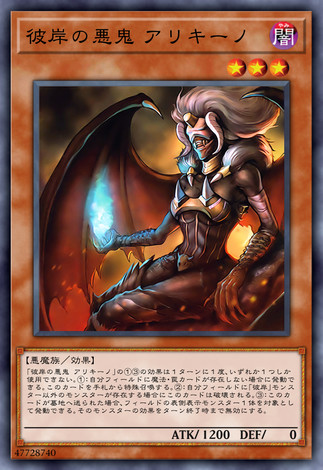 彼岸の悪鬼 アリキーノ
やみ
闇
【悪魔族／効果】
「彼岸の悪鬼 アリキーノ」の①③の効果は１ターンに１度、いずれか１つしか
使用できない。①：自分フィールドに魔法・罠カードが存在しない場合に発動で
きる。このカードを手札から特殊召喚する。②：自分フィールドに「彼岸」モンス
ター以外のモンスターが存在する場合にこのカードは破壊される。③：このカ
ードが墓地へ送られた場合、フィールドの表側表示モンスター１体を対象とし
て発動できる。そのモンスターの効果をターン終了時まで無効にする。
ATK/ 1200 DEF/ 0
47728740